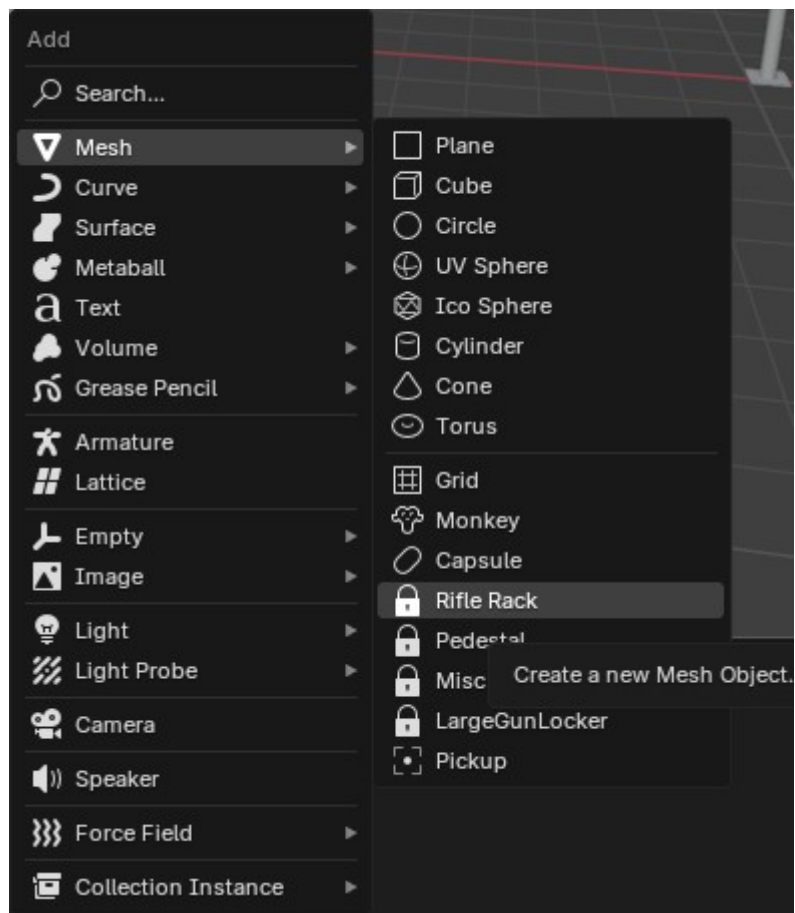 Add
Search...
Mesh
Curve
Surface
Metaball
Text
Volume
Grease Pencil
Armature
Lattice
Empty
Image
Light
Light Probe
Camera
Speaker
Force Field
Collection Instance
Plane
Cube
Circle
UV Sphere
Ico Sphere
Cylinder
Cone
Torus
Grid
Monkey
Capsule
Rifle Rack
Pedestal
Misc
Create a new Mesh Object.
LargeGunLocker
Pickup